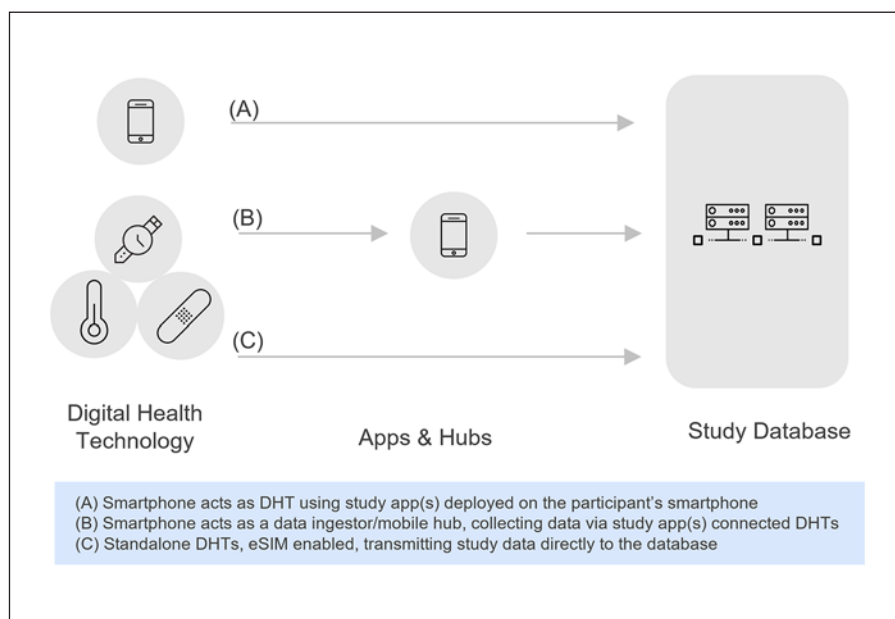 (A)
(B)
(C)
Digital Health
Technology
Apps & Hubs
Study Database
(A) Smartphone acts as DHT using study app(s) deployed on the participant's smartphone
(B) Smartphone acts as a data ingestor/mobile hub, collecting data via study app(s) connected DHTs
(C) Standalone DHTs, eSIM enabled, transmitting study data directly to the database